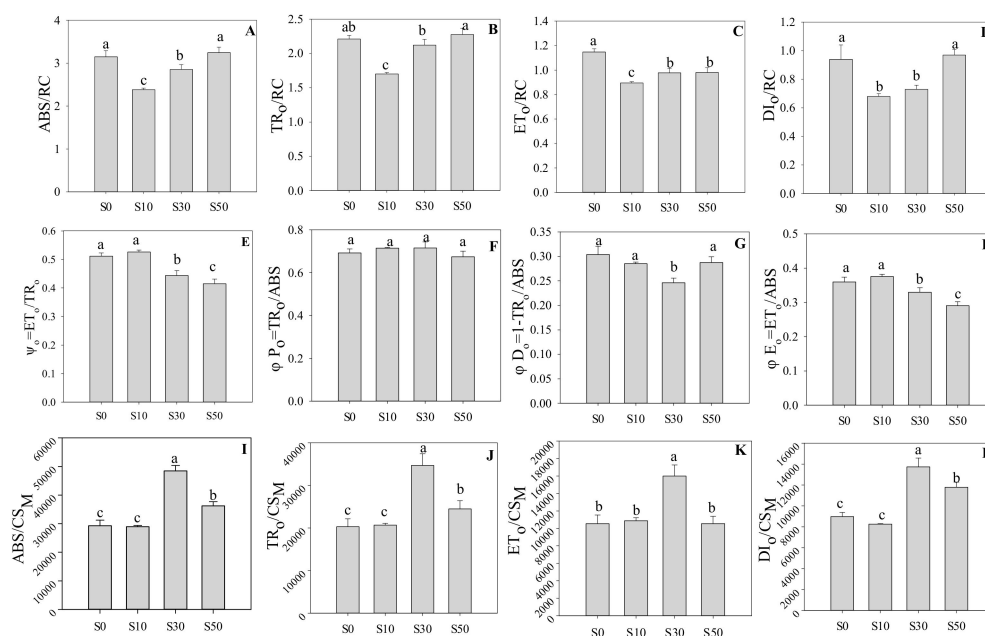 A
ABS/RC
4
3
2
1
0
a
c
b
a
S0 S10 S30 S50
B
TRo/RC
2.5
2.0
1.5
1.0
0.5
0.0
ab
c
b
a
S0 S10 S30 S50
C
ETo/RC
1.4
1.2
1.0
0.8
0.6
0.4
0.2
0.0
a
c
b
b
S0 S10 S30 S50
DIo/RC
1.2
1.0
0.8
0.6
0.4
0.2
0.0
a
b
b
a
S0 S10 S30 S50
E
ψo=ETo/TRo
0.6
0.5
0.4
0.3
0.2
0.1
0.0
a
a
b
c
S0 S10 S30 S50
F
φ Po=TRo/ABS
0.8
0.6
0.4
0.2
0.0
a
a
a
a
S0 S10 S30 S50
G
φ Do=1-TRo/ABS
0.35
0.30
0.25
0.20
0.15
0.10
0.05
0.00
a
a
b
a
S0 S10 S30 S50
φ Eo=ETo/ABS
0.5
0.4
0.3
0.2
0.1
0.0
a
a
b
c
S0 S10 S30 S50
I
ABS/CSM
60000
50000
40000
30000
20000
10000
0
c
c
a
b
S0 S10 S30 S50
J
TRo/CSM
40000
30000
20000
10000
0
c
c
a
b
S0 S10 S30 S50
K
ETo/CSM
20000
18000
16000
14000
12000
10000
8000
6000
4000
2000
0
b
b
a
b
S0 S10 S30 S50
DIo/CSM
16000
14000
12000
10000
8000
6000
4000
2000
0
c
c
a
b
S0 S10 S30 S50